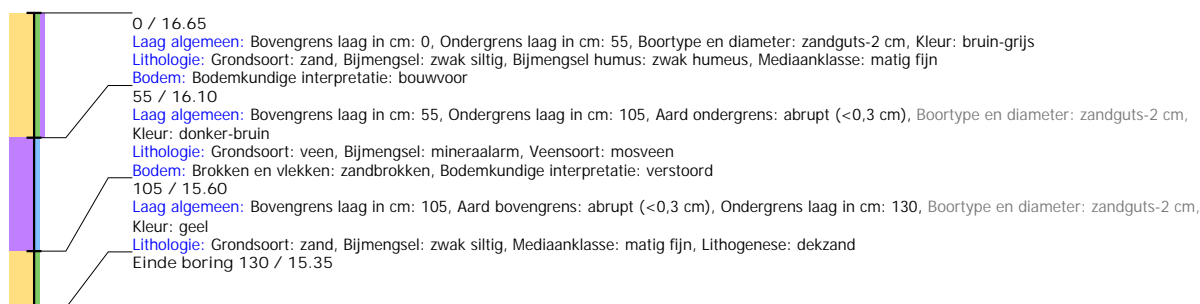 0 / 16.65
Laag algemeen: Bovengrens laag in cm: 0, Ondergrens laag in cm: 55, Boortype en diameter: zandguts-2 cm, Kleur: bruin-grijs
Lithologie: Grondsoort: zand, Bijmengsel: zwak siltig, Bijmengsel humus: zwak humeus, Mediaanklasse: matig fijn
Bodem: Bodemkundige interpretatie: bouwvoor
55 / 16.10
Laag algemeen: Bovengrens laag in cm: 55, Ondergrens laag in cm: 105, Aard ondergrens: abrupt (<0,3 cm), Boortype en diameter: zandguts-2 cm,
Kleur: donker-bruin
Lithologie: Grondsoort: veen, Bijmengsel: mineraalarm, Veensoort: mosveen
Bodem: Brokken en vlekken: zandbrokken, Bodemkundige interpretatie: verstoord
105 / 15.60
Laag algemeen: Bovengrens laag in cm: 105, Aard bovengrens: abrupt (<0,3 cm), Ondergrens laag in cm: 130, Boortype en diameter: zandguts-2 cm,
Kleur: geel
Lithologie: Grondsoort: zand, Bijmengsel: zwak siltig, Mediaanklasse: matig fijn, Lithogenese: dekzand
Einde boring 130 / 15.35